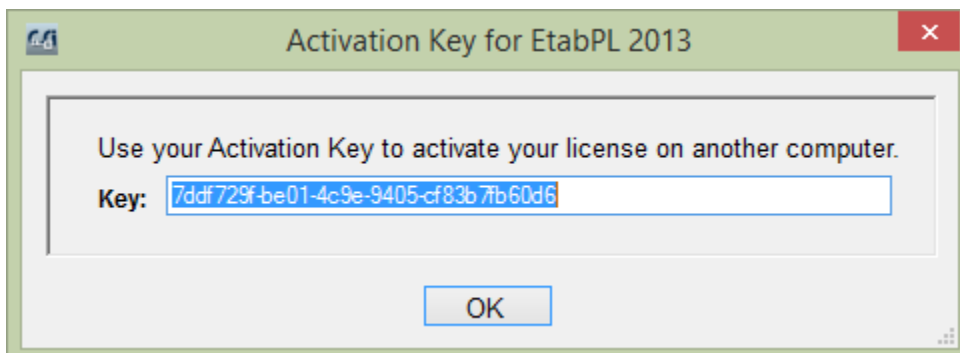 Activation Key for EtabPL 2013
Use your Activation Key to activate your license on another computer.
Key: 7ddf729f-be01-4c9e-9405-cf83b7fb60d6
OK